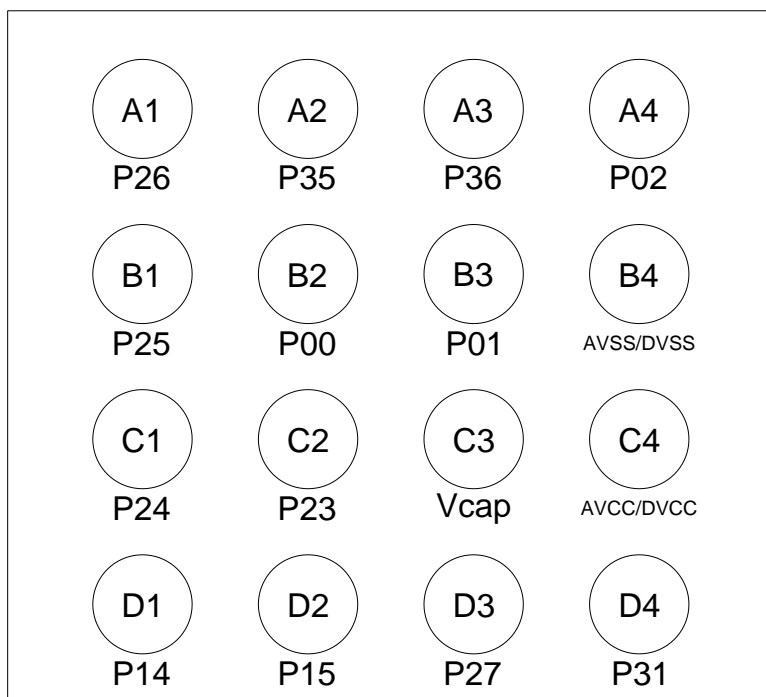 A1 A2 A3 A4
P26 P35 P36 P02
B1 B2 B3 B4
P25 P00 P01 AVSS/DVSS
C1 C2 C3 C4
P24 P23 Vcap AVCC/DVCC
D1 D2 D3 D4
P14 P15 P27 P31